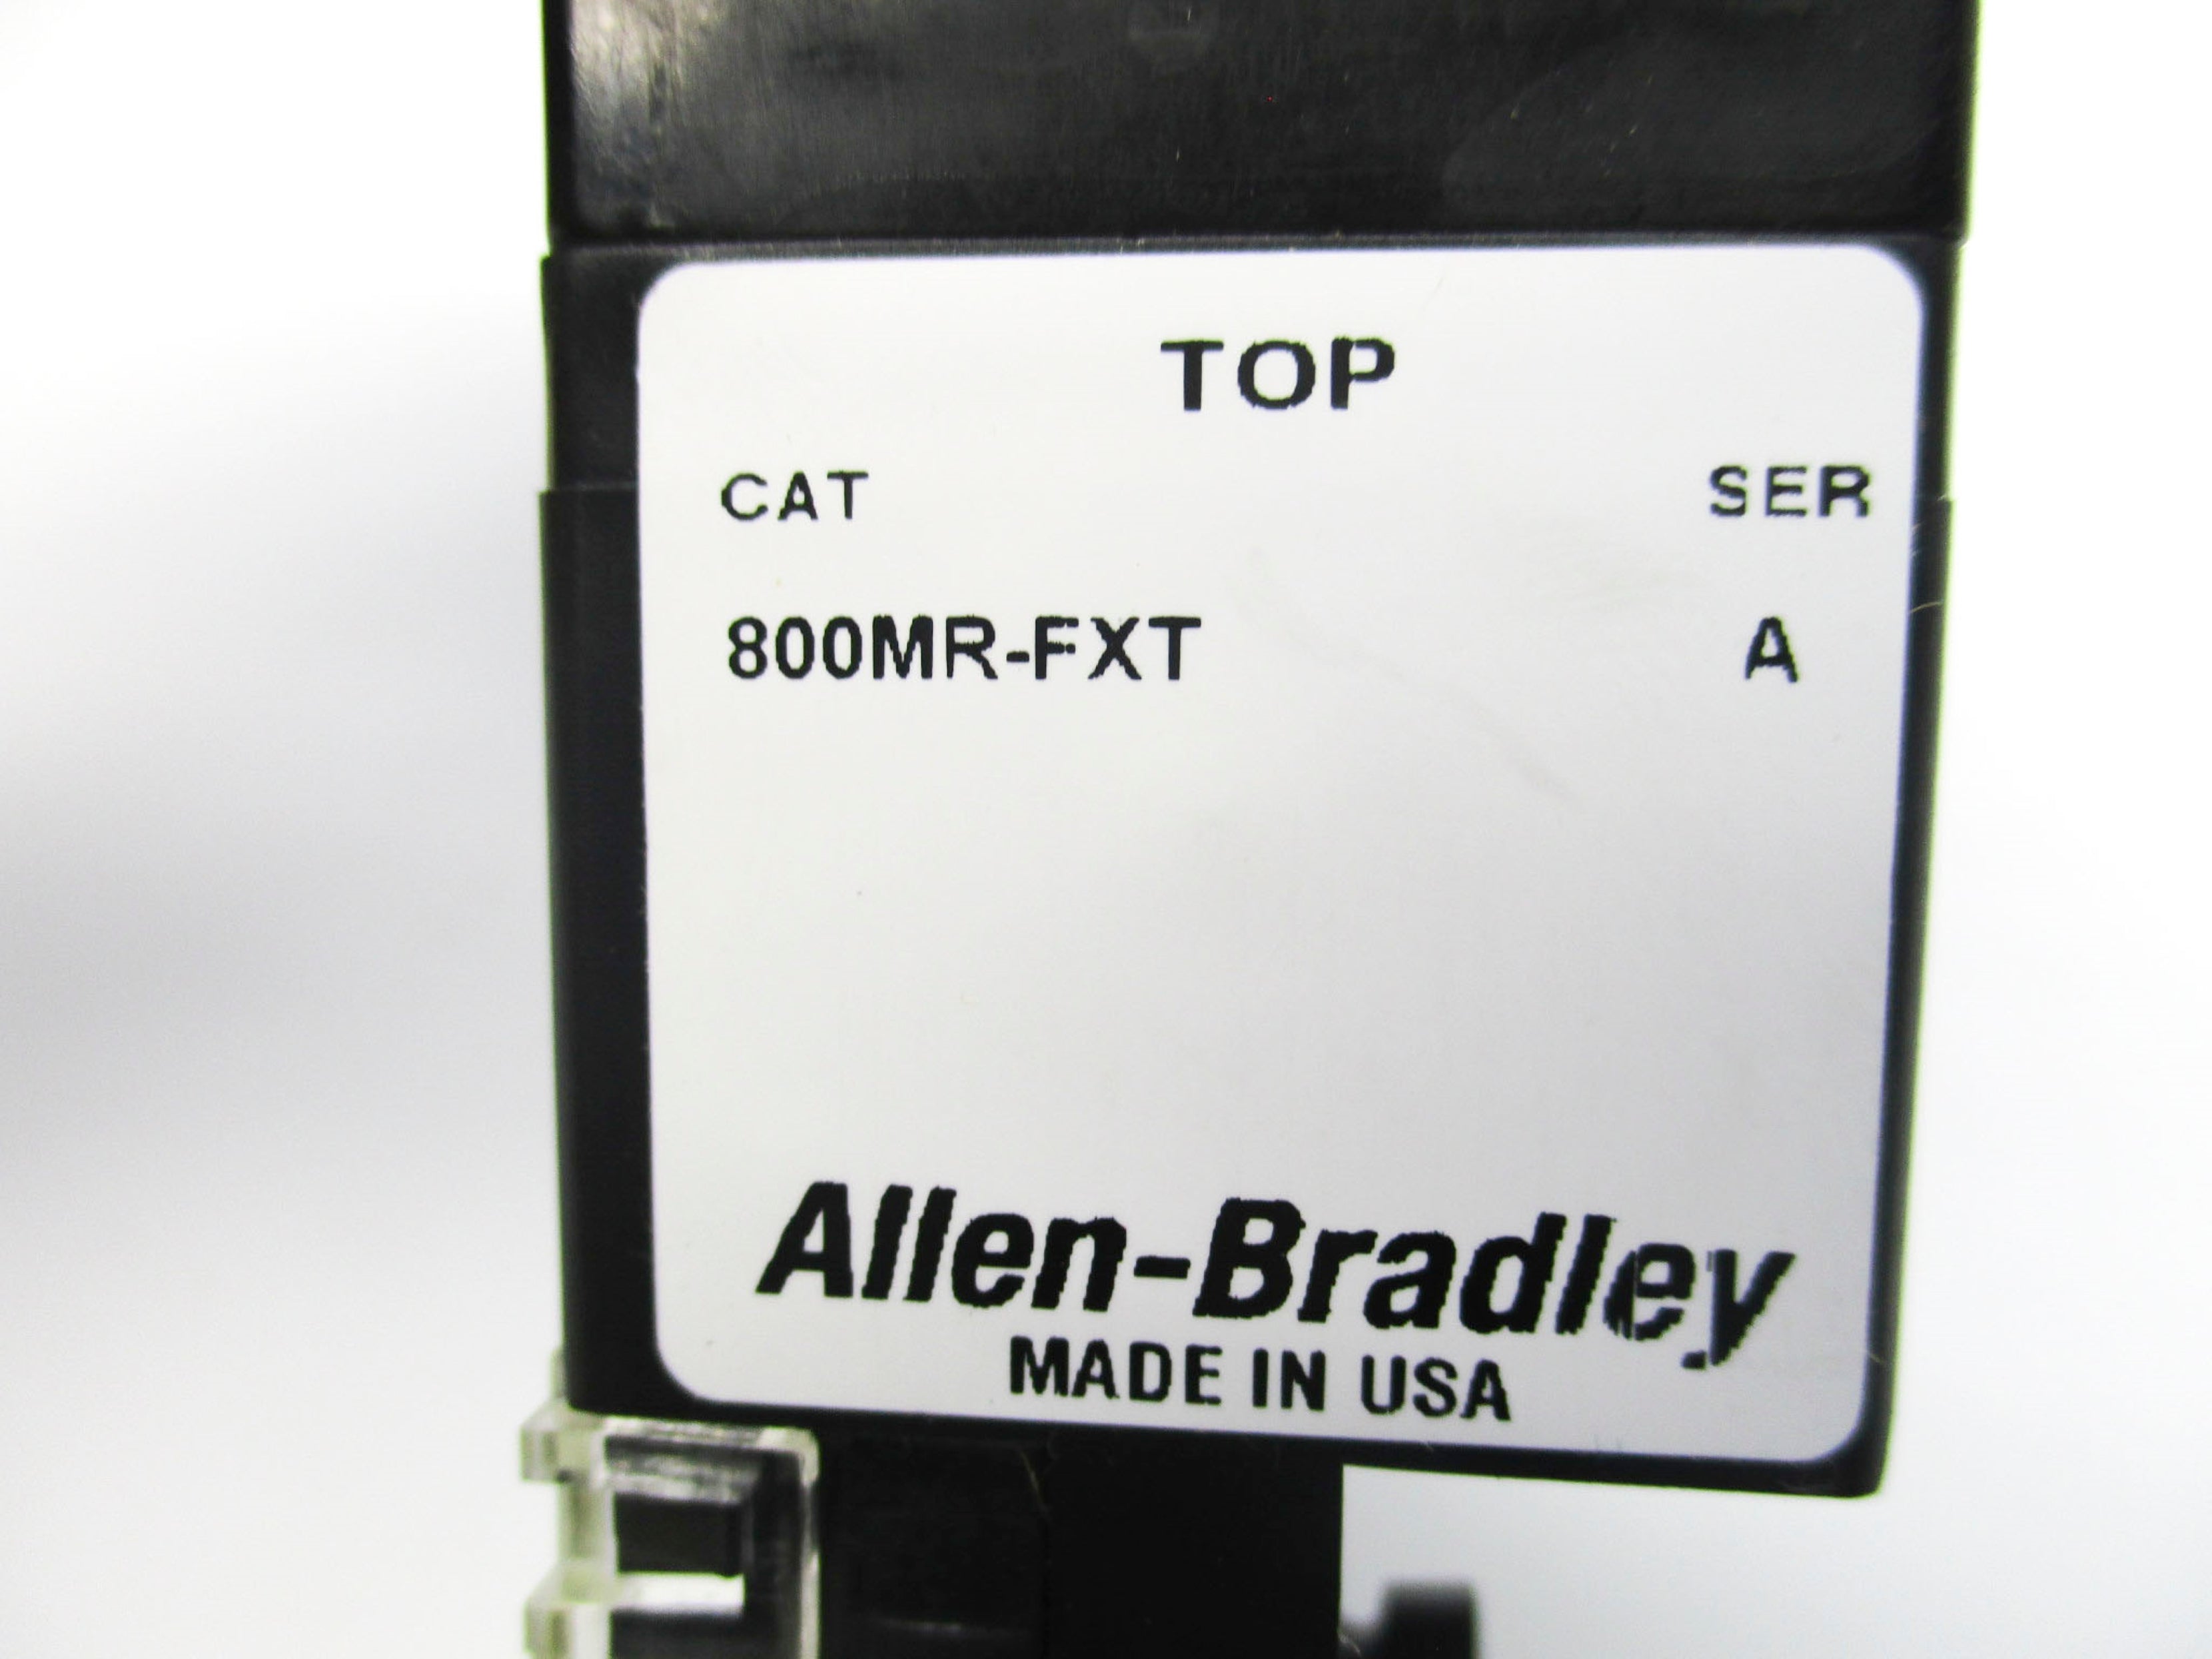 TOP
CAT SER
800MR-FXT A
Allen-Bradley
MADE IN USA